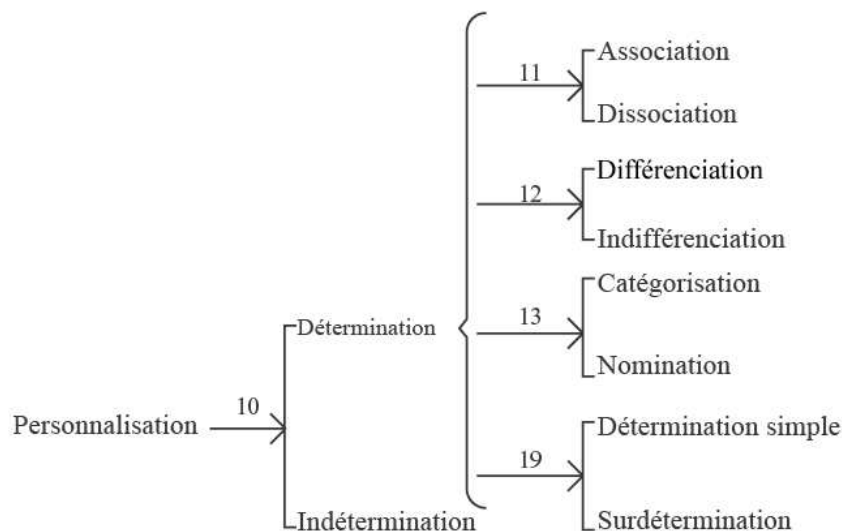 11
Association
Dissociation
12
Différenciation
Indifférenciation
13
Catégorisation
Nomination
Détermination
Personnalisation
10
Indétermination
19
Détermination simple
Surdétermination